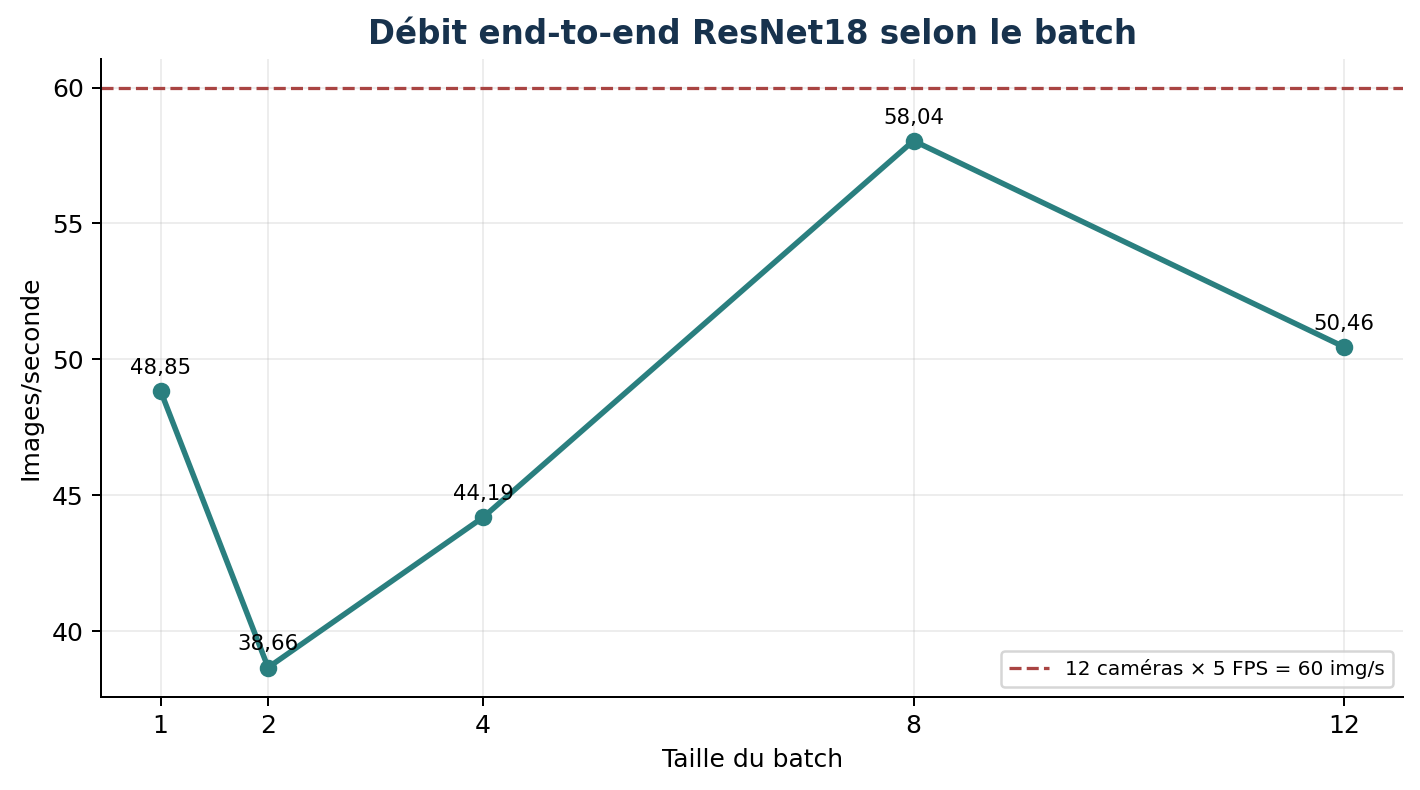 Débit end-to-end ResNet18 selon le batch
Images/seconde
60
55
50
45
40
48,85
38,66
44,19
58,04
50,46
12 caméras × 5 FPS = 60 img/s
1 2 4 8 12
Taille du batch